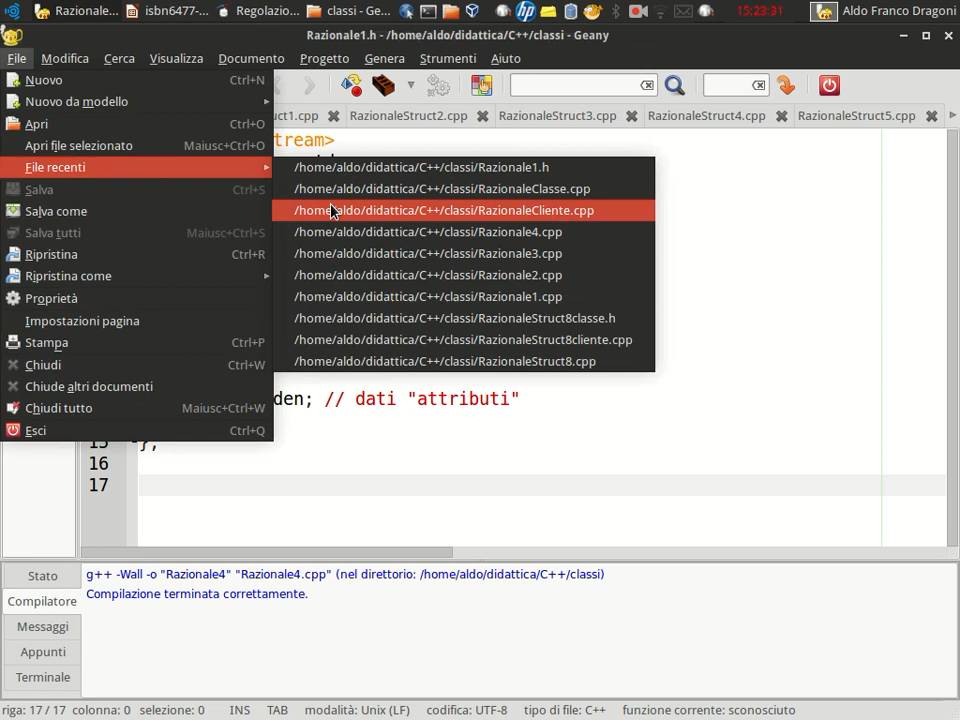 Razionale...
isbn6477-...
Regolazio...
classi - Ge...
15:23:31
Aldo Franco Dragoni
Razionale1.h - /home/aldo/didattica/C++/classi - Geany
File Modifica Cerca Visualizza Documento Progetto Genera Strumenti Aiuto
Nuovo Ctrl+N
Nuovo da modello
Apri Ctrl+O
Apri file selezionato Maiusc+Ctrl+O
File recenti
Salva Ctrl+S
Salva come
Salva tutti Maiusc+Ctrl+S
Ripristina Ctrl+R
Ripristina come
Proprietà
Impostazioni pagina
Stampa Ctrl+P
Chiudi Ctrl+W
Chiude altri documenti
Chiudi tutto Maiusc+Ctrl+W
Esci Ctrl+Q
uct1.cpp RazionaleStruct2.cpp RazionaleStruct3.cpp RazionaleStruct4.cpp RazionaleStruct5.cpp
tream>
/home/aldo/didattica/C++/classi/Razionale1.h
/home/aldo/didattica/C++/classi/RazionaleClasse.cpp
/home/aldo/didattica/C++/classi/RazionaleCliente.cpp
/home/aldo/didattica/C++/classi/Razionale4.cpp
/home/aldo/didattica/C++/classi/Razionale3.cpp
/home/aldo/didattica/C++/classi/Razionale2.cpp
/home/aldo/didattica/C++/classi/Razionale1.cpp
/home/aldo/didattica/C++/classi/RazionaleStruct8classe.h
/home/aldo/didattica/C++/classi/RazionaleStruct8cliente.cpp
/home/aldo/didattica/C++/classi/RazionaleStruct8.cpp
den; // dati "attributi"
15 };
16
17
Stato
Compilatore
Messaggi
Appunti
Terminale
g++ -Wall -o "Razionale4" "Razionale4.cpp" (nel direttorio: /home/aldo/didattica/C++/classi)
Compilazione terminata correttamente.
riga: 17 / 17 colonna: 0 selezione: 0 INS TAB modalità: Unix (LF) codifica: UTF-8 tipo di file: C++ funzione corrente: sconosciuto